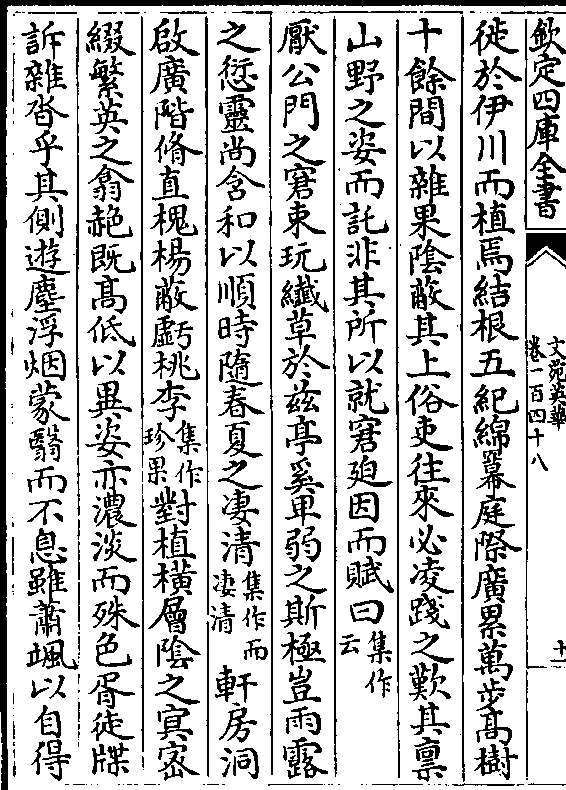 欽定四庫全書
文苑英華
卷一百四十八
十一
徙於伊川而植焉結根五紀綿冪庭際廣累萬步髙樹
十餘間以雜果陰蔽其上俗吏往來必凌踐之歎其稟
山野之姿而託非其所以就窘迫因而賦曰集作云
厭公門之窘束玩纖草於兹亭奚卑弱之斯極豈雨露
之愆靈尚含和以順時隨春夏之凄清集作而凄清軒房洞
啟廣階脩直槐楊蔽虧桃李集作珍果對植横層陰之冥密
綴繁英之翕赩既髙低以異姿亦濃淡而殊色胥徒牒
訴雜沓乎其側遊塵浮烟蒙翳而不息雖蕭颯以自得